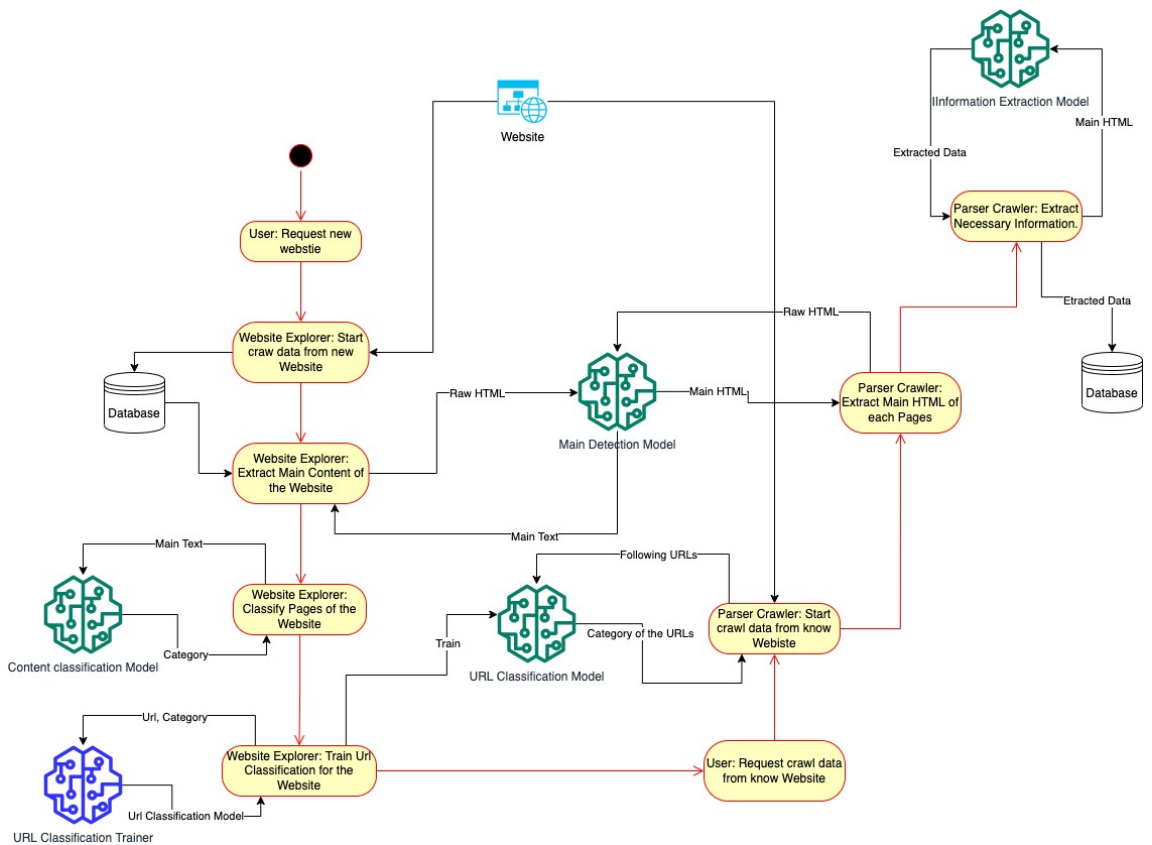 IInformation Extraction Model
Main HTML
Extracted Data
Website
Parser Crawler: Extract
Necessary Information.
User: Request new
webstie
Etracted Data
Raw HTML
Website Explorer: Start
craw data from new
Website
Database
Raw HTML
Main HTML
Parser Crawler:
Extract Main HTML of
each Pages
Database
Main Detection Model
Website Explorer:
Extract Main Content of
the Website
Main Text
Main Text
Following URLs
Website Explorer:
Classify Pages of the
Website
Parser Crawler: Start
crawl data from know
Webiste
Category of the URLs
Train
Category
Content classification Model
URL Classification Model
Url, Category
Website Explorer: Train Url
Classification for the
Website
User: Request crawl data
from know Website
Url Classification Model
URL Classification Trainer